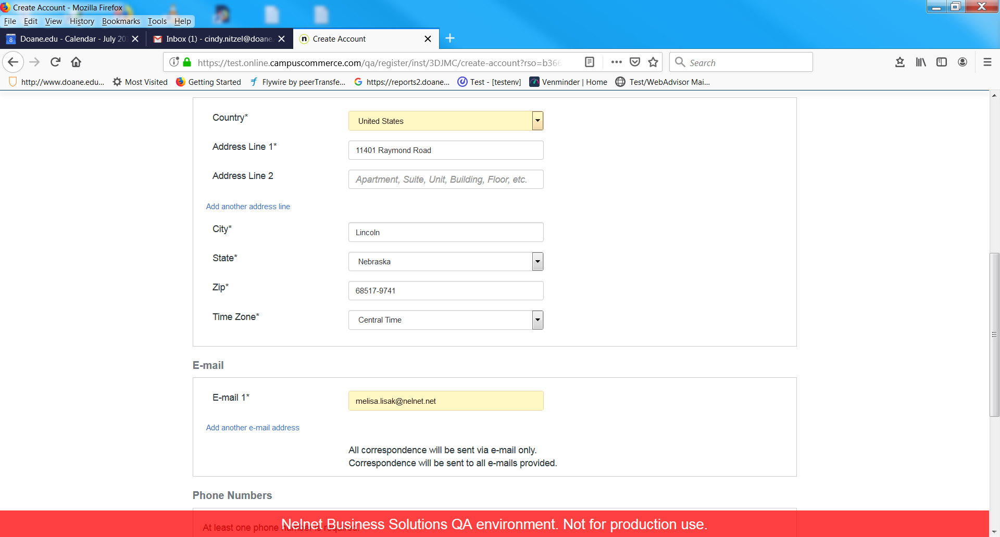 Create Account - Mozilla Firefox
File Edit View History Bookmarks Tools Help
8 Doane.edu - Calendar - July 20 Inbox (1) - cindy.nitzel@doane. n Create Account
https://test.online.campuscommerce.com/qa/register/inst/3DJMC/create-account?rso=b366 Search
http://www.doane.edu... Most Visited Getting Started Flywire by peerTransfe... https://reports2.doane... Test - [testenv] Venminder | Home Test/WebAdvisor Mai...
Country* United States
Address Line 1* 11401 Raymond Road
Address Line 2 Apartment, Suite, Unit, Building, Floor, etc.
Add another address line
City* Lincoln
State* Nebraska
Zip* 68517-9741
Time Zone* Central Time
E-mail
E-mail 1* melisa.lisak@nelnet.net
Add another e-mail address
All correspondence will be sent via e-mail only.
Correspondence will be sent to all e-mails provided.
Phone Numbers
Nelnet Business Solutions QA environment. Not for production use.
At least one phone number is required.